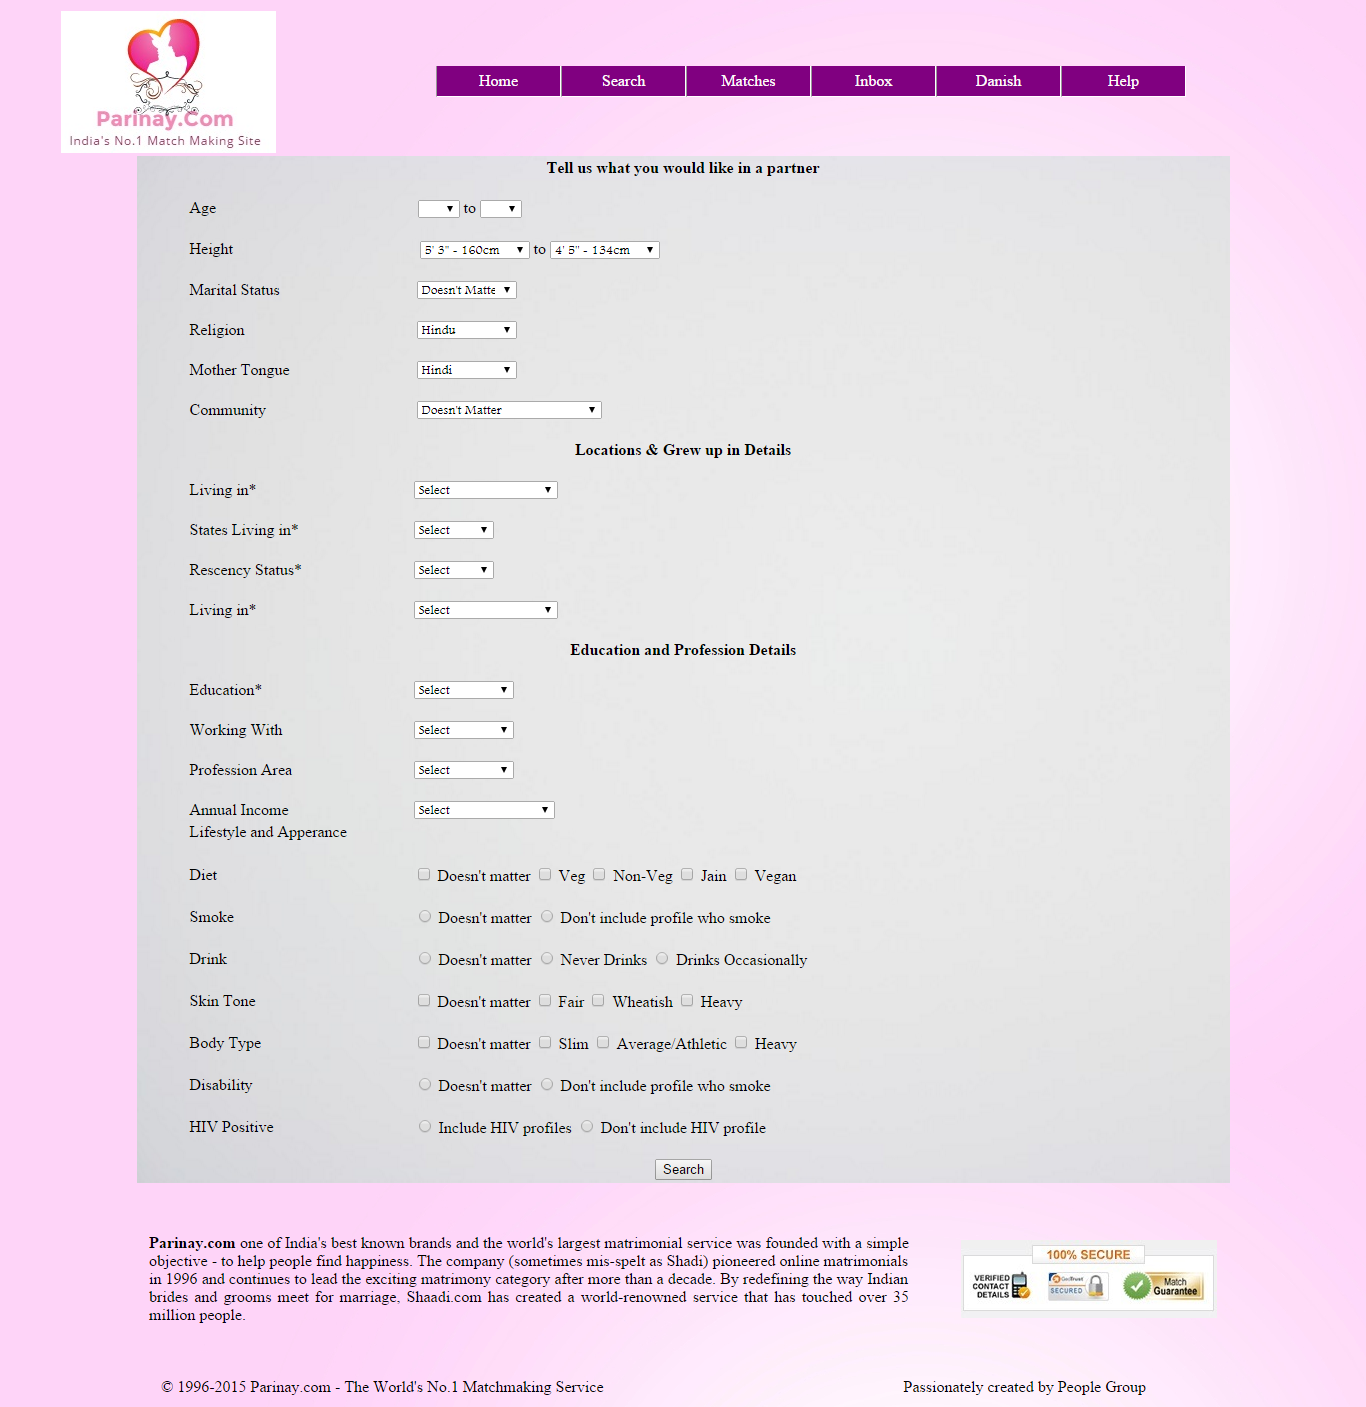 Parinay.Com
India's No.1 Match Making Site
Home Search Matches Inbox Danish Help
Tell us what you would like in a partner
Age to
Height 5' 3" - 160cm to 4' 5" - 134cm
Marital Status Doesn't Matte
Religion Hindu
Mother Tongue Hindi
Community Doesn't Matter
Locations & Grew up in Details
Living in* Select
States Living in* Select
Rescency Status* Select
Living in* Select
Education and Profession Details
Education* Select
Working With Select
Profession Area Select
Annual Income Select
Lifestyle and Apperance
Diet Doesn't matter Veg Non-Veg Jain Vegan
Smoke Doesn't matter Don't include profile who smoke
Drink Doesn't matter Never Drinks Drinks Occasionally
Skin Tone Doesn't matter Fair Wheatish Heavy
Body Type Doesn't matter Slim Average/Athletic Heavy
Disability Doesn't matter Don't include profile who smoke
HIV Positive Include HIV profiles Don't include HIV profile
Search
Parinay.com one of India's best known brands and the world's largest matrimonial service was founded with a simple
objective - to help people find happiness. The company (sometimes mis-spelt as Shadi) pioneered online matrimonials
in 1996 and continues to lead the exciting matrimony category after more than a decade. By redefining the way Indian
brides and grooms meet for marriage, Shaadi.com has created a world-renowned service that has touched over 35
million people.
100% SECURE
VERIFIED
CONTACT
DETAILS
GeoTrust
SECURED
Match
Guarantee
© 1996-2015 Parinay.com - The World's No.1 Matchmaking Service
Passionately created by People Group